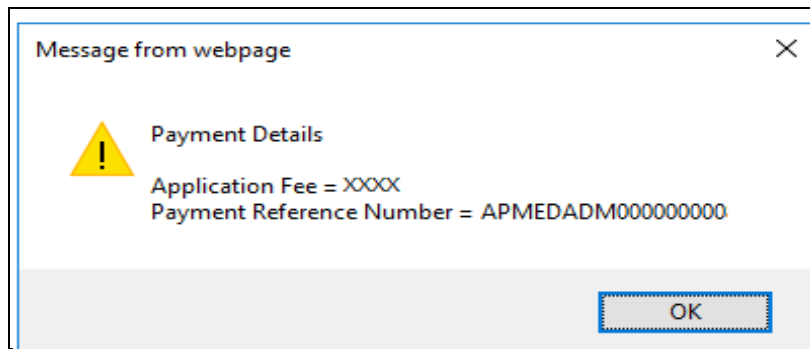 Message from webpage
Payment Details
Application Fee = XXXX
Payment Reference Number = APMEDADM000000000
OK